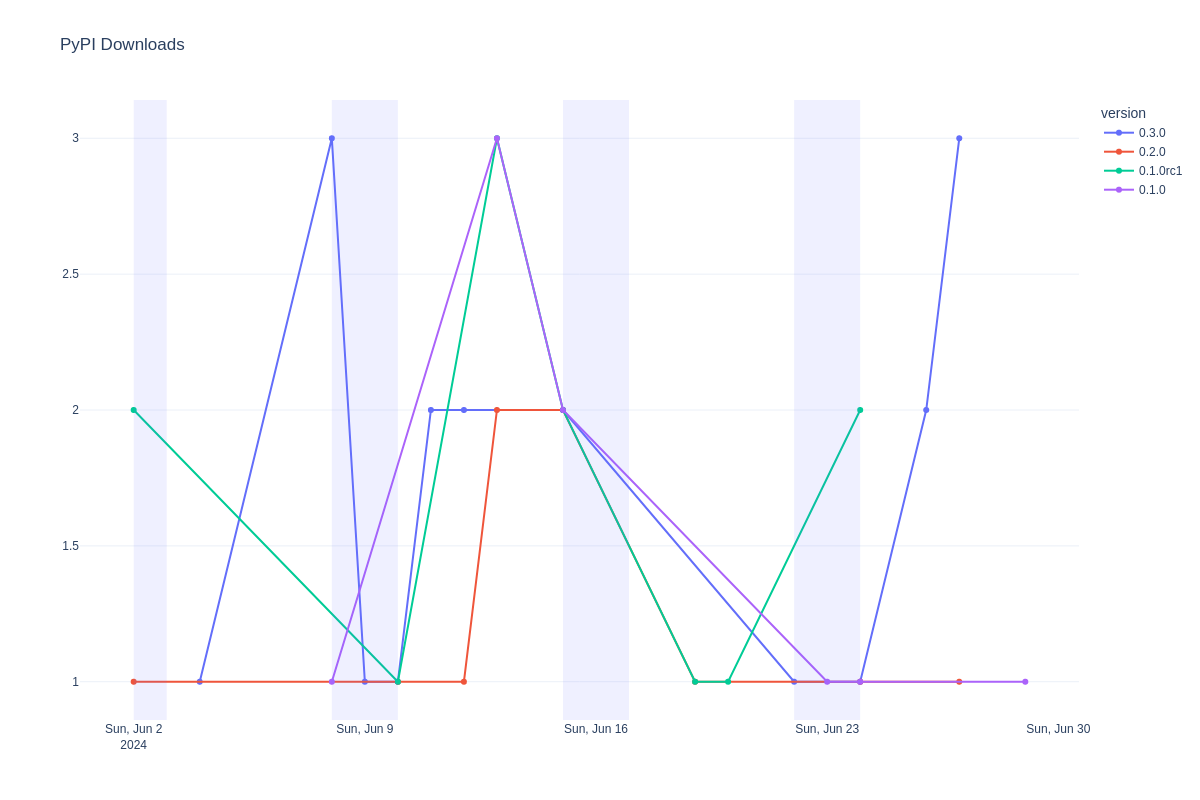 PyPI Downloads
version
0.3.0
0.2.0
0.1.0rc1
0.1.0
3
2.5
2
1.5
1
Sun, Jun 2
2024
Sun, Jun 9
Sun, Jun 16
Sun, Jun 23
Sun, Jun 30